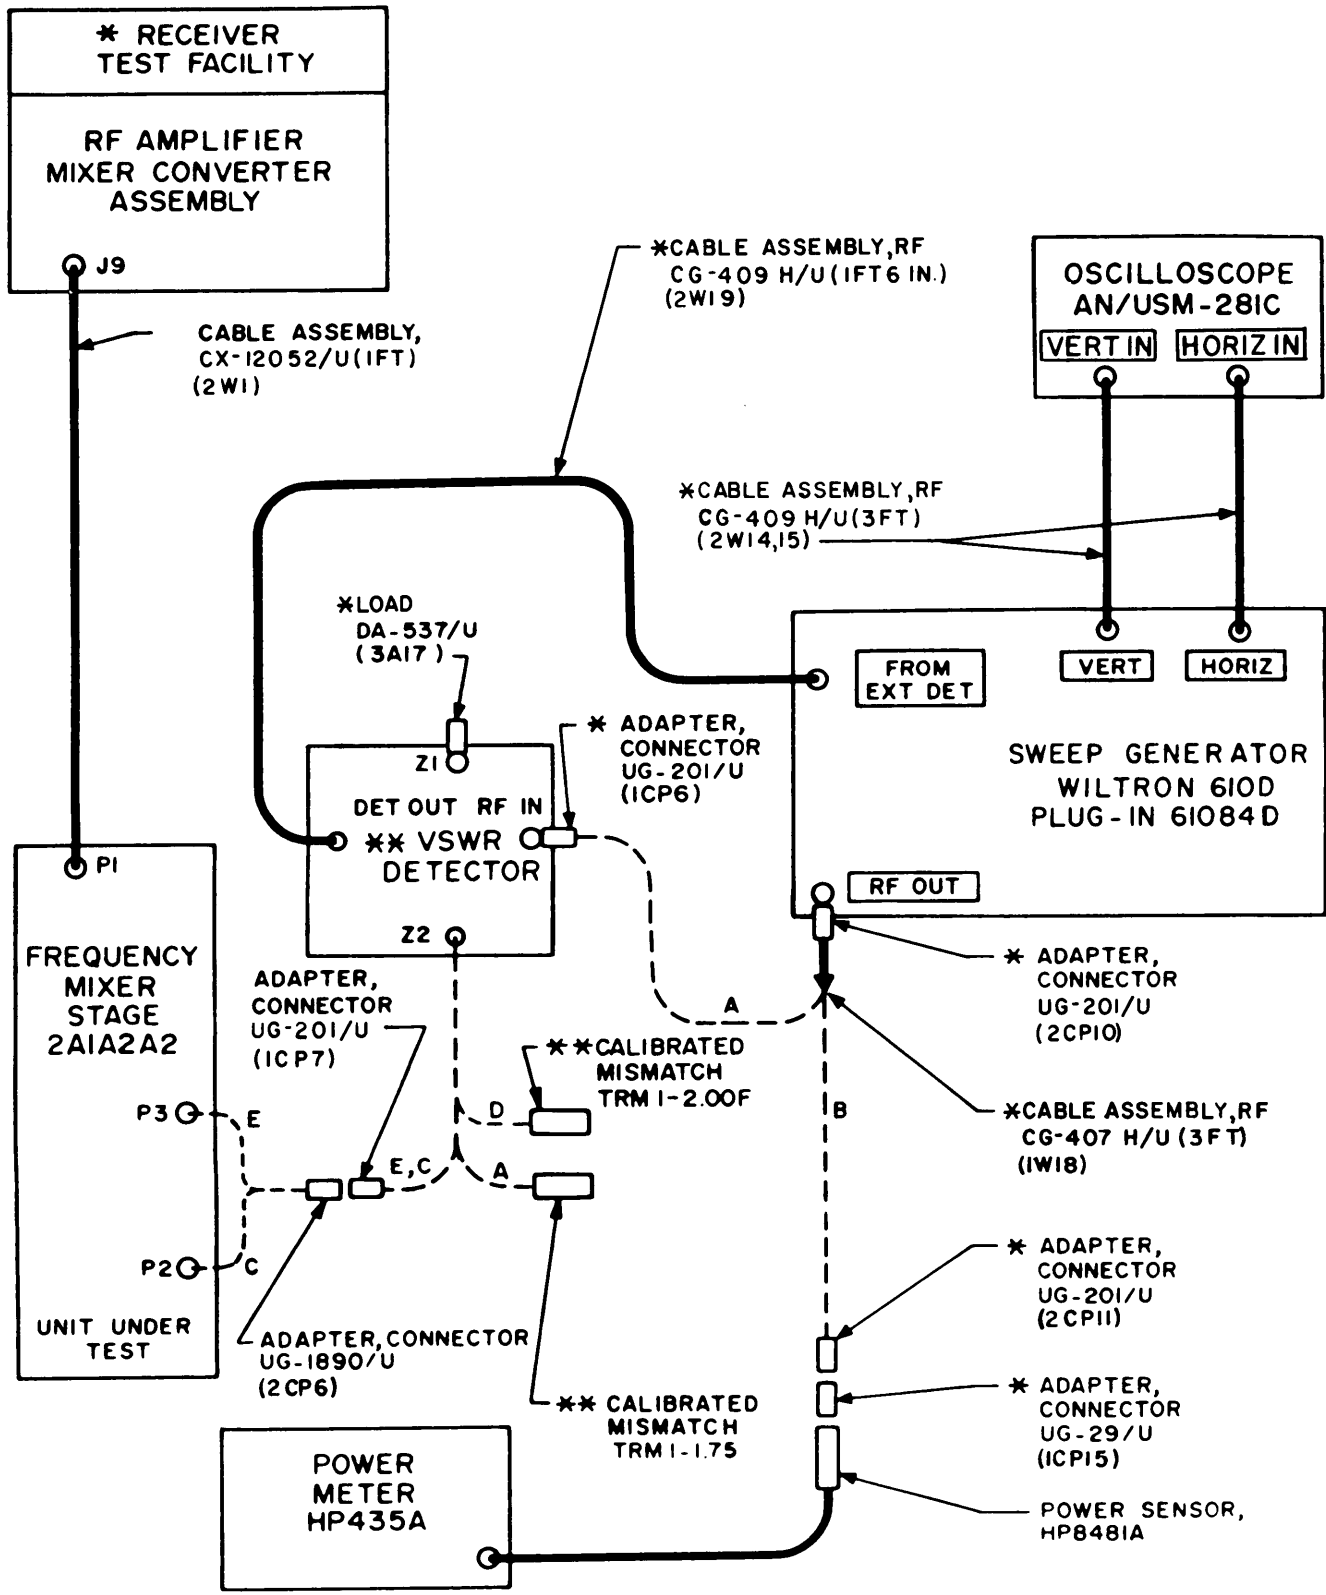 * RECEIVER
TEST FACILITY
RF AMPLIFIER
MIXER CONVERTER
ASSEMBLY
J9
CABLE ASSEMBLY,
CX-12052/U(1FT)
(2W1)
*CABLE ASSEMBLY,RF
CG-409 H/U(1FT6 IN.)
(2W19)
OSCILLOSCOPE
AN/USM-281C
VERT IN HORIZ IN
*CABLE ASSEMBLY,RF
CG-409 H/U(3FT)
(2W14,15)
*LOAD
DA-537/U
(3A17)
FROM
EXT DET
VERT HORIZ
SWEEP GENERATOR
WILTRON 610D
PLUG-IN 61084D
RF OUT
* ADAPTER,
CONNECTOR
UG-201/U
(1CP6)
Z1
DET OUT RF IN
** VSWR
DETECTOR
Z2
P1
FREQUENCY
MIXER
STAGE
2A1A2A2
P3
P2
UNIT UNDER
TEST
E
C
ADAPTER,
CONNECTOR
UG-201/U
(1CP7)
E,C
D
A
A
B
**CALIBRATED
MISMATCH
TRM 1-2.00F
* ADAPTER,
CONNECTOR
UG-201/U
(2CP10)
*CABLE ASSEMBLY,RF
CG-407 H/U(3FT)
(1W18)
* ADAPTER,
CONNECTOR
UG-201/U
(2CP11)
ADAPTER,CONNECTOR
UG-1890/U
(2CP6)
** CALIBRATED
MISMATCH
TRM1-1.75
* ADAPTER,
CONNECTOR
UG-29/U
(1CP15)
POWER
METER
HP435A
POWER SENSOR,
HP8481A